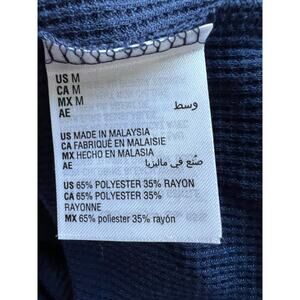 US M
CA M
MX M
AE وسط
US MADE IN MALAYSIA
CA FABRIQUÉ EN MALAISIE
MX HECHO EN MALASIA
AE صنع في ماليزيا
US 65% POLYESTER 35% RAYON
CA 65% POLYESTER 35%
RAYONNE
MX 65% poliester 35% rayón